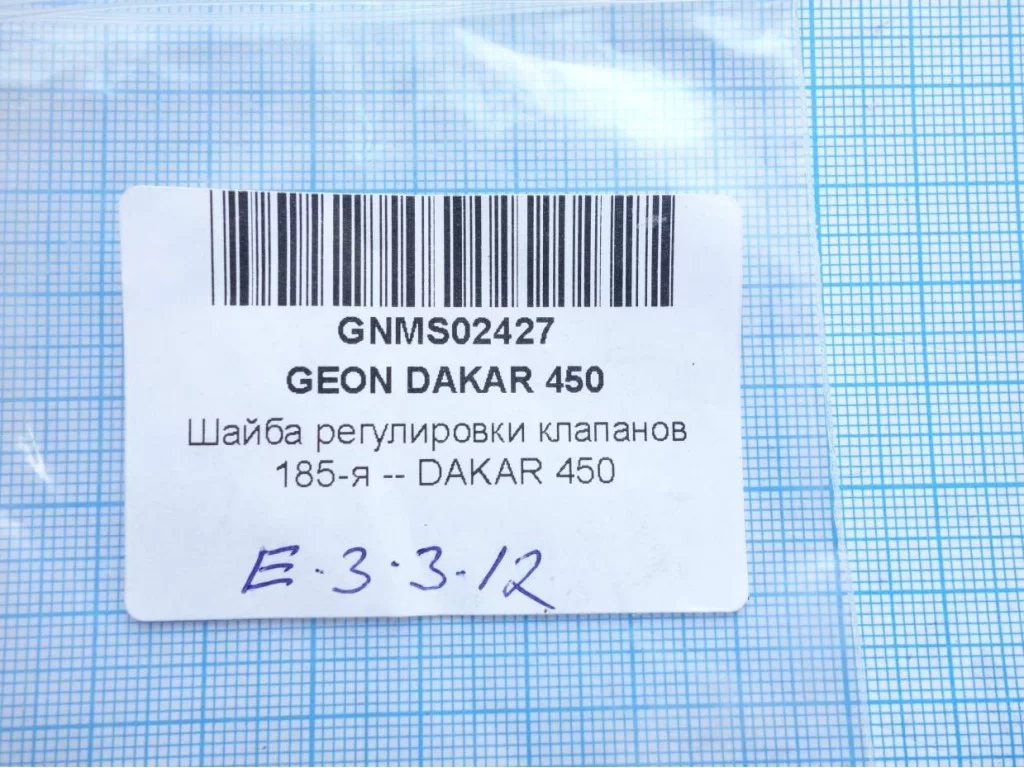 GNMS02427
GEON DAKAR 450
Шайба регулировки клапанов
185-я -- DAKAR 450
E-3·3-12